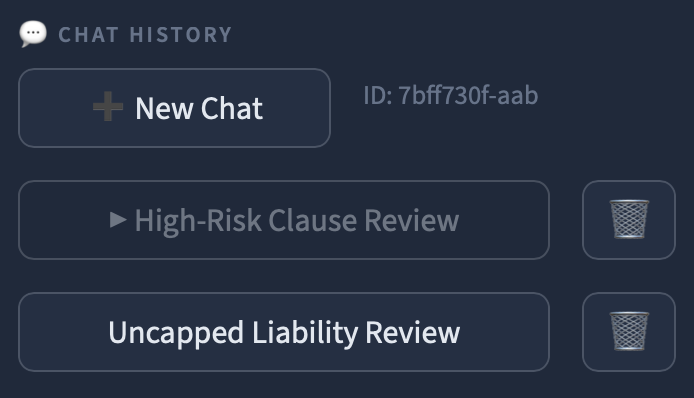 CHAT HISTORY
New Chat
ID: 7bff730f-aab
High-Risk Clause Review
Uncapped Liability Review